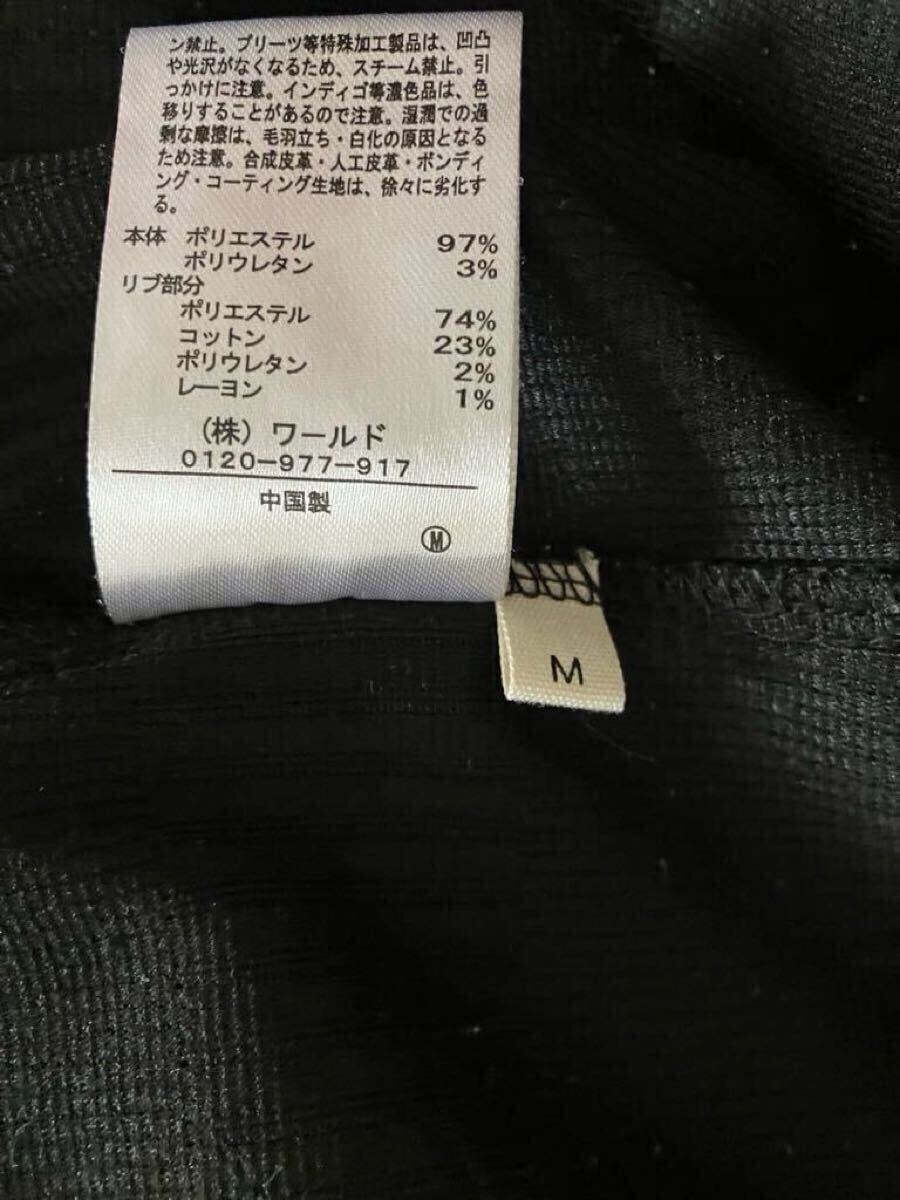 ン禁止。プリーツ等特殊加工製品は、凹凸
や光沢がなくなるため、スチーム禁止。引
っかけに注意。インディゴ等濃色品は、色
移りすることがあるので注意。湿潤での過
剰な摩擦は、毛羽立ち・白化の原因となる
ため注意。合成皮革・人工皮革・ボンディ
ング・コーティング生地は、徐々に劣化す
る。
本体 ポリエステル 97%
ポリウレタン 3%
リブ部分
ポリエステル 74%
コットン 23%
ポリウレタン 2%
レーヨン 1%
(株)ワールド
0120-977-917
中国製
Ⓜ
M